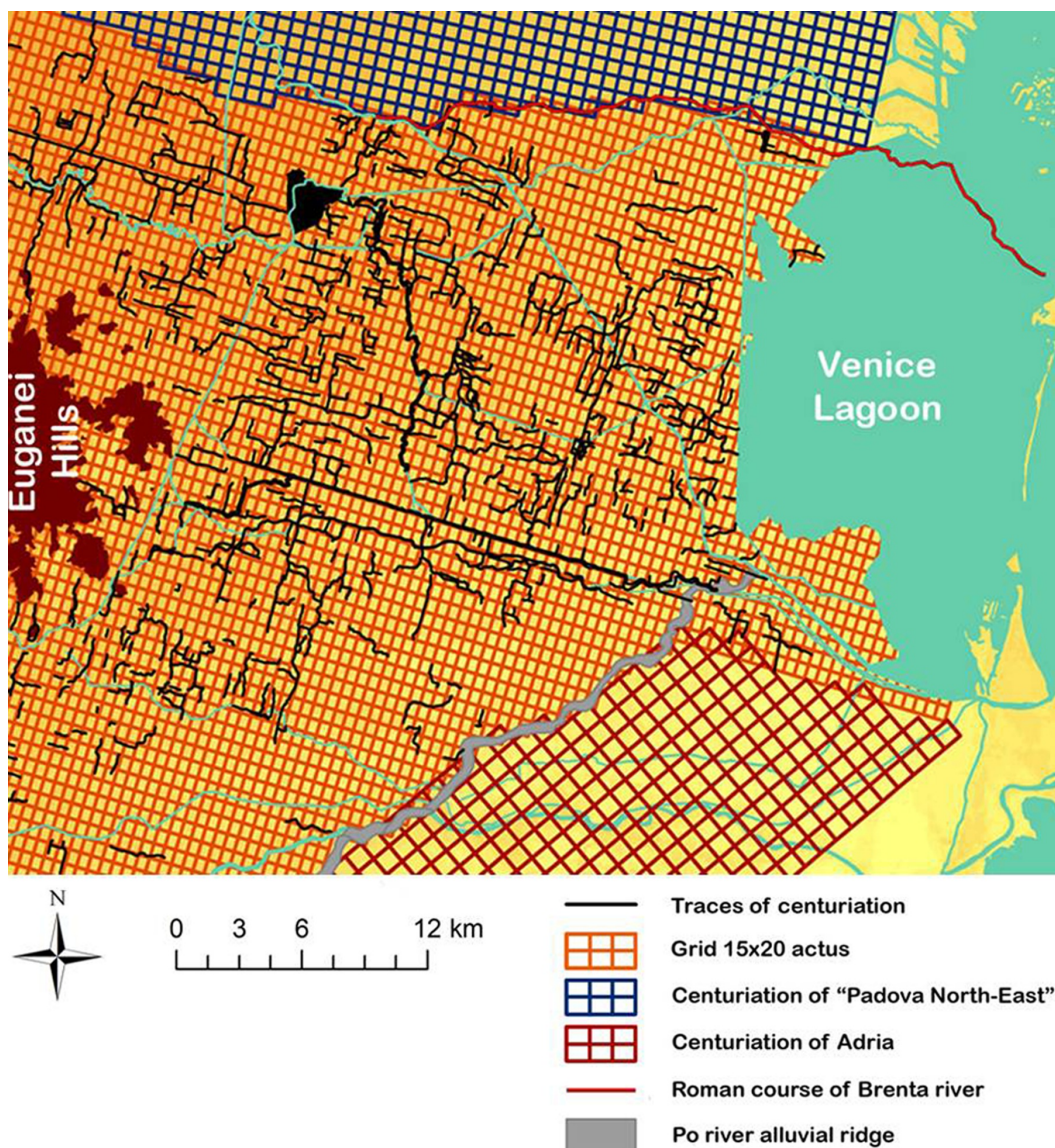 Euganei
Hills
Venice
Lagoon
N
0 3 6 12 km
Traces of centuriation
Grid 15x20 actus
Centuriation of “Padova North-East”
Centuriation of Adria
Roman course of Brenta river
Po river alluvial ridge